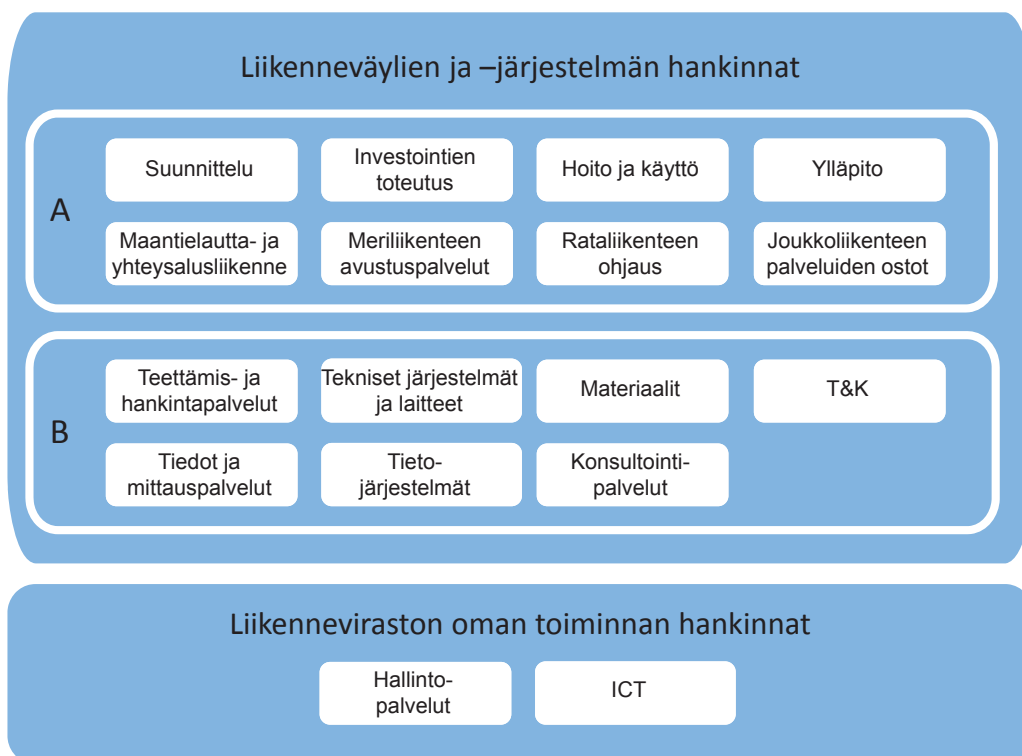 Liikenneväylien ja –järjestelmän hankinnat
A
Suunnittelu
Investointien
toteutus
Hoito ja käyttö
Ylläpito
Maantielautta- ja
yhteysalusliikenne
Meriliikenteen
avustuspalvelut
Rataliikenteen
ohjaus
Joukkoliikenteen
palveluiden ostot
B
Teettämis- ja
hankintapalvelut
Tekniset järjestelmät
ja laitteet
Materiaalit
T&K
Tiedot ja
mittauspalvelut
Tieto-
järjestelmät
Konsultointi-
palvelut
Liikenneviraston oman toiminnan hankinnat
Hallinto-
palvelut
ICT